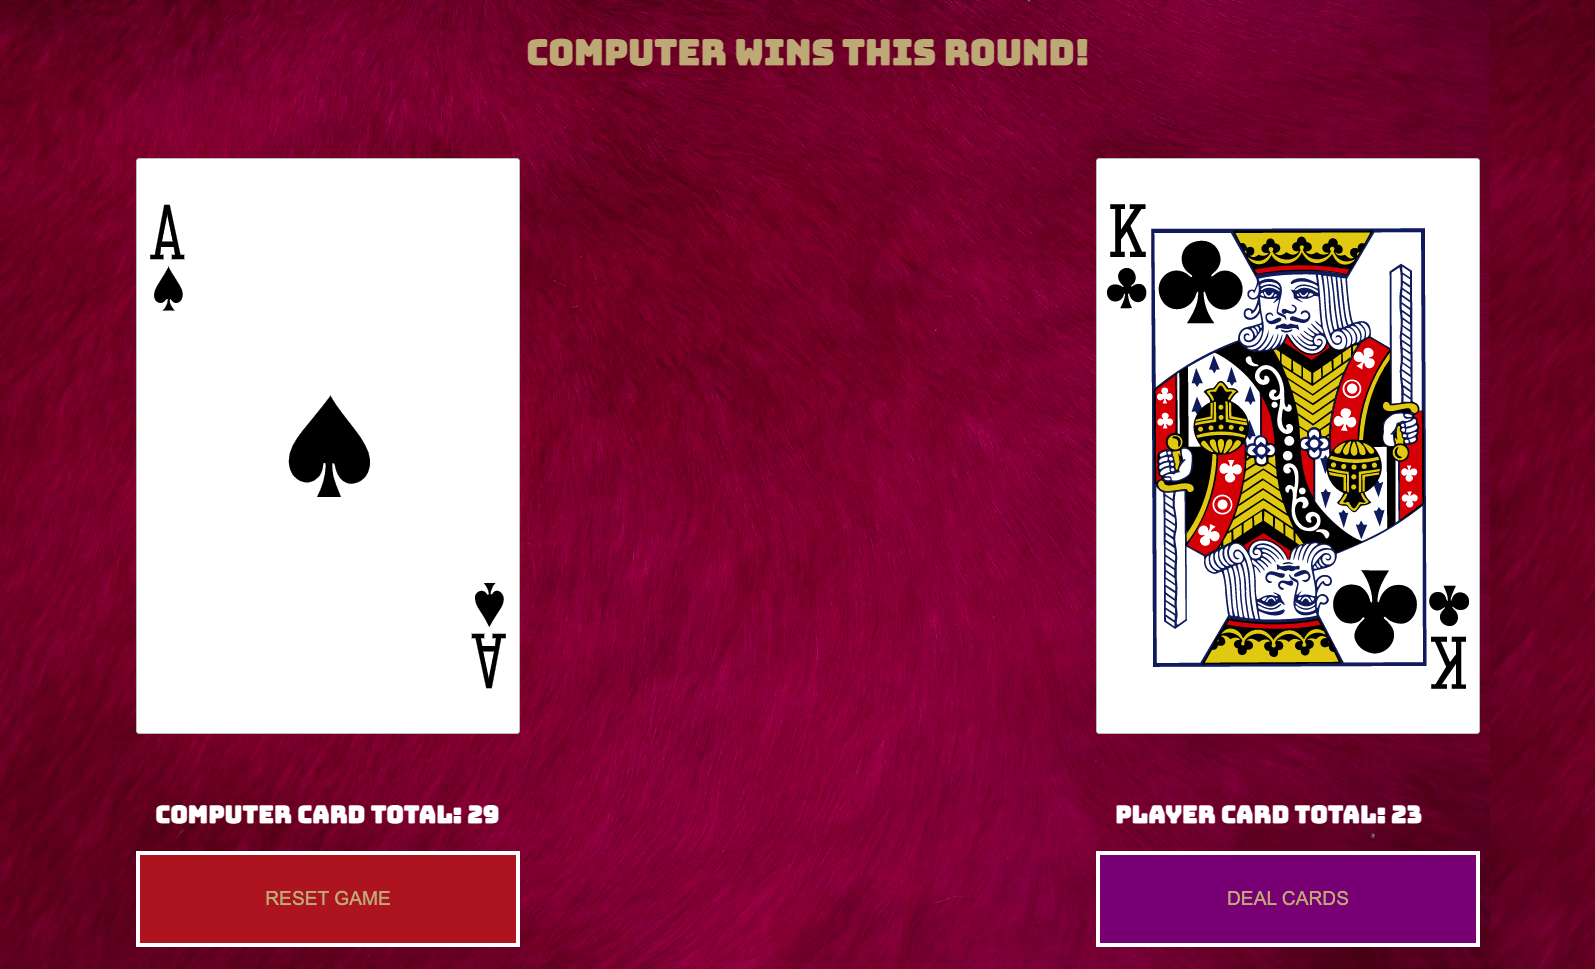 COMPUTER WINS THIS ROUND!
A
A
K
K
COMPUTER CARD TOTAL: 29
PLAYER CARD TOTAL: 23
RESET GAME
DEAL CARDS